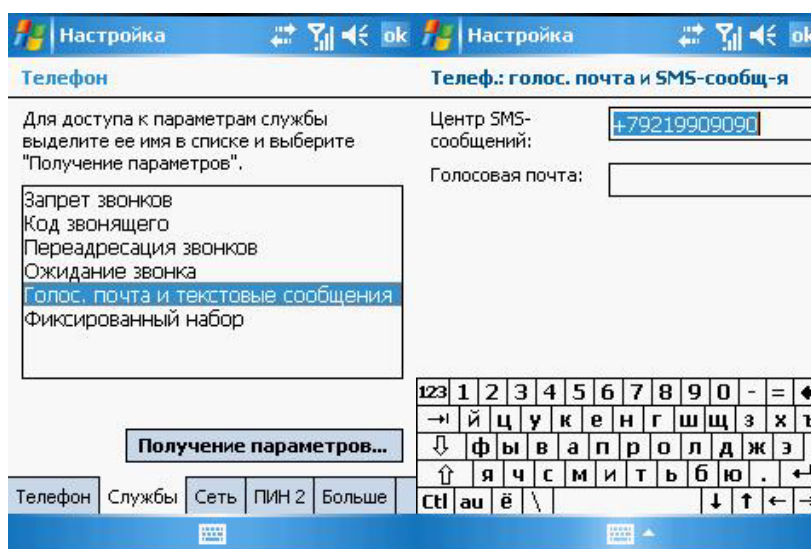 Настройка
ok
Телефон
Для доступа к параметрам службы
выделите ее имя в списке и выберите
"Получение параметров".
Запрет звонков
Код звонящего
Переадресация звонков
Ожидание звонка
Голос. почта и текстовые сообщения
Фиксированный набор
Получение параметров...
Телефон Службы Сеть ПИН 2 Больше
Настройка
ok
Телеф.: голос. почта и SMS-сообщ-я
Центр SMS-
сообщений:
+79219909090
Голосовая почта:
123 1 2 3 4 5 6 7 8 9 0 - =
й ц у к е н г ш щ з х ъ
ф ы в а п р о л д ж э
я ч с м и т ь б ю .
Ctl au ё \